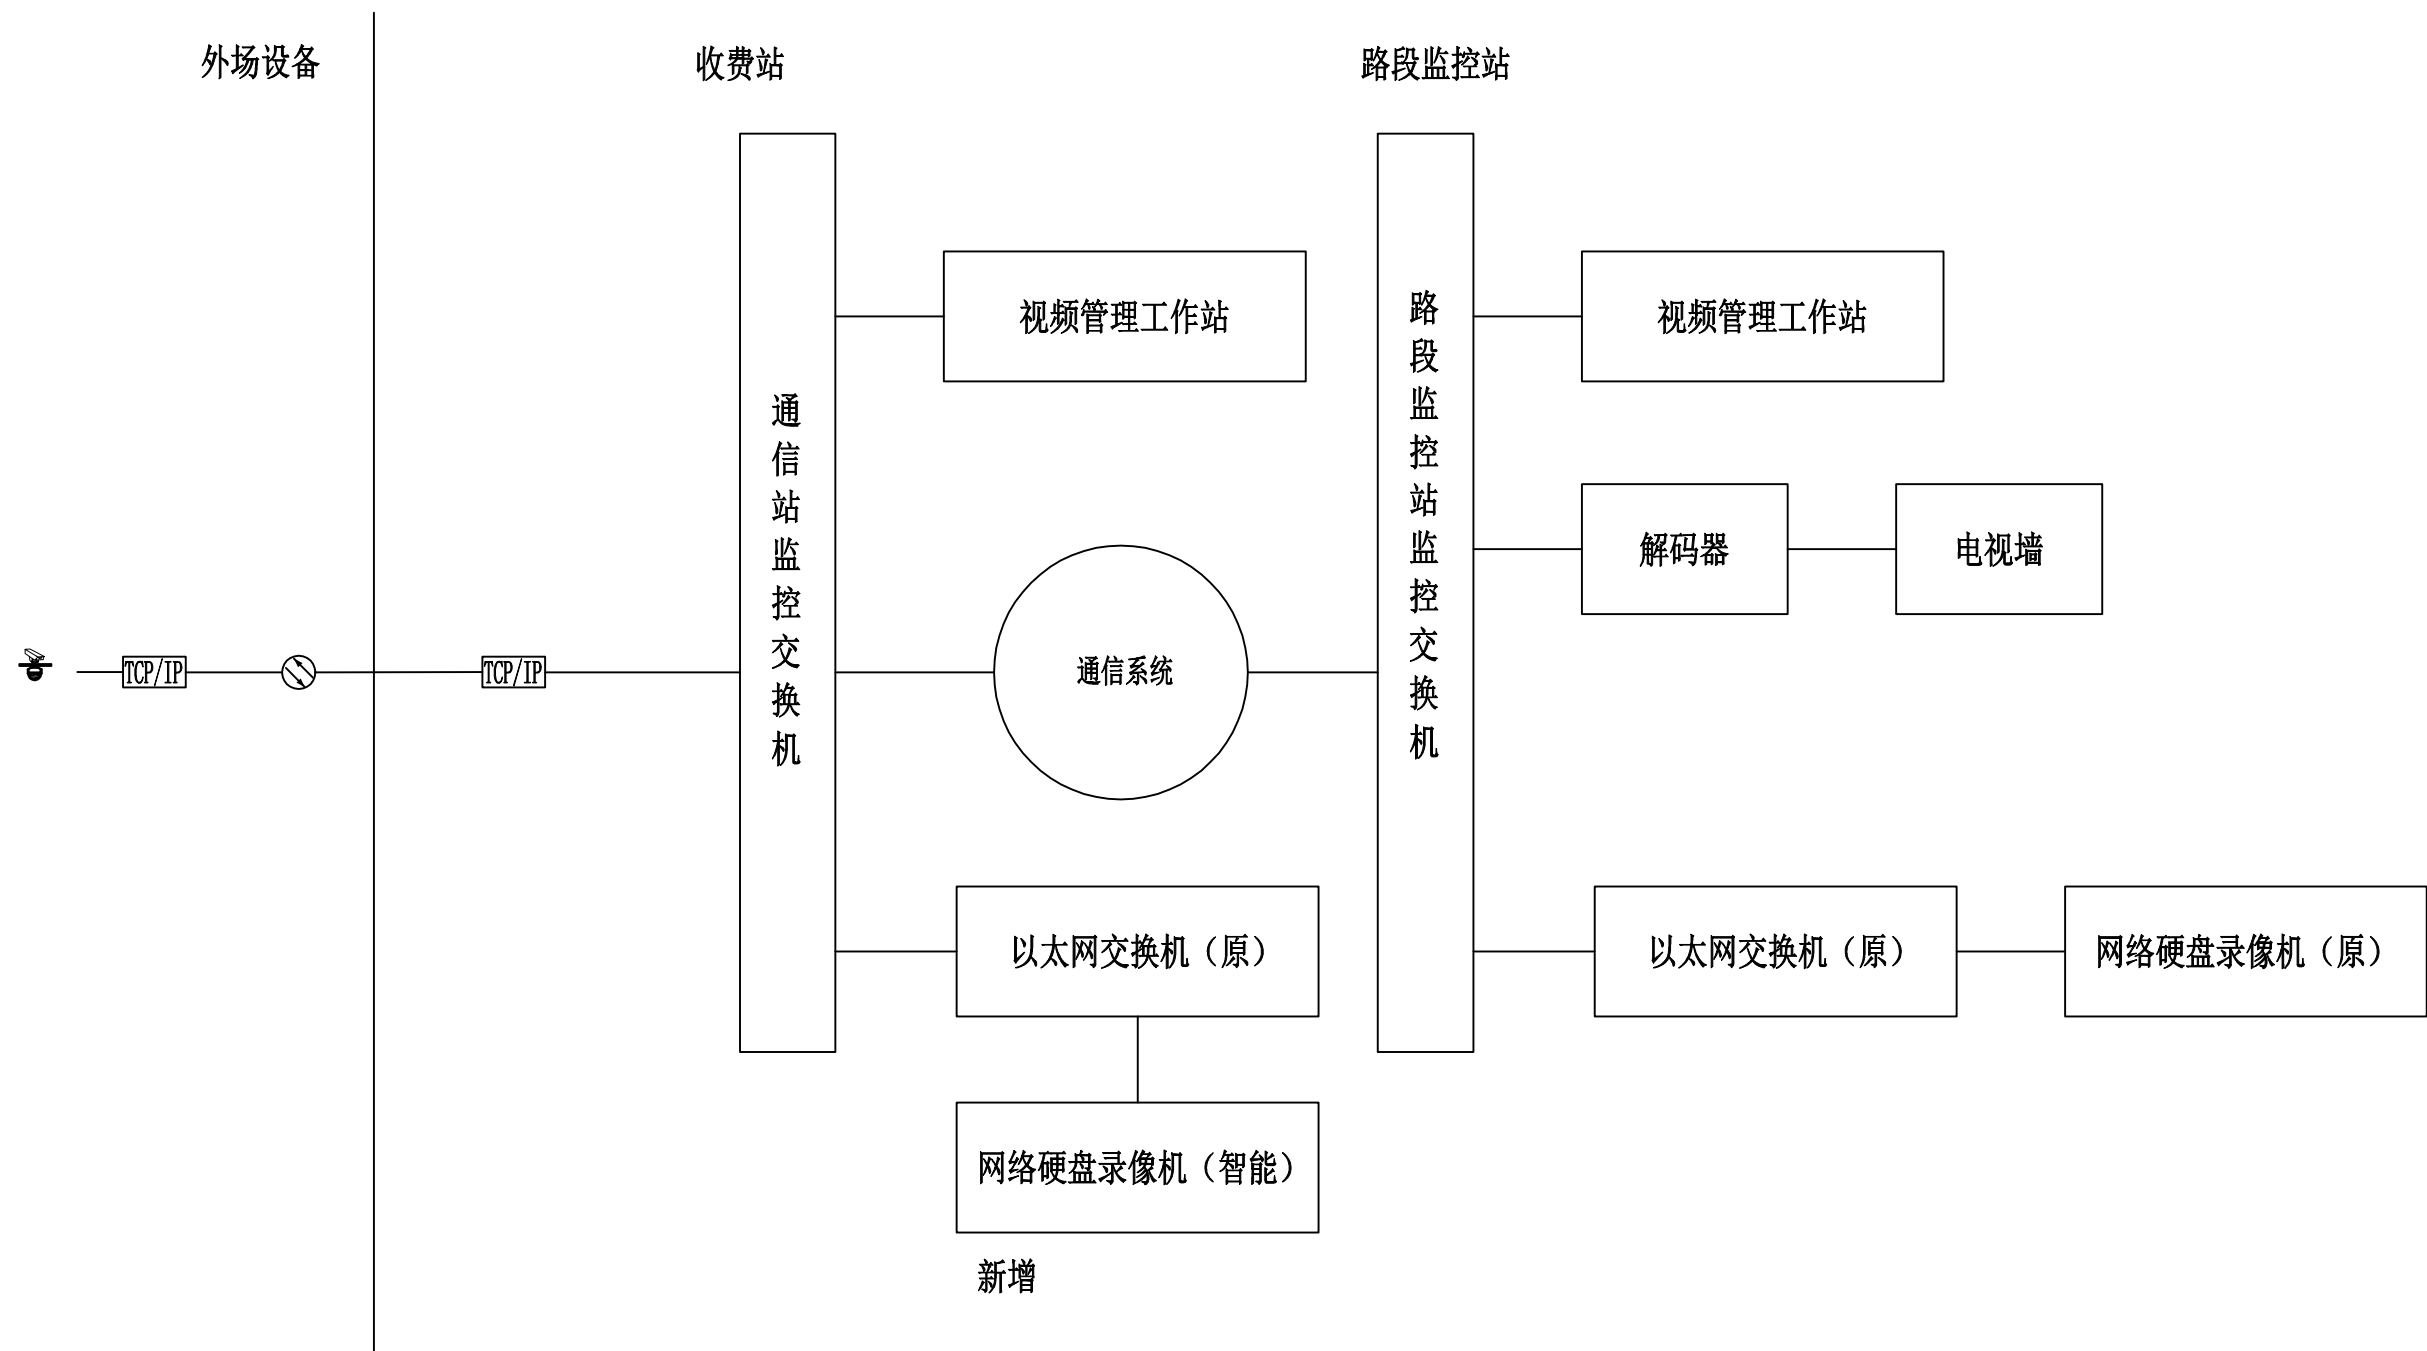 外场设备
收费站
路段监控站
通信站监控交换机
视频管理工作站
路段监控站监控交换机
视频管理工作站
解码器
电视墙
TCP/IP
TCP/IP
通信系统
以太网交换机（原）
以太网交换机（原）
网络硬盘录像机（原）
网络硬盘录像机（智能）
新增